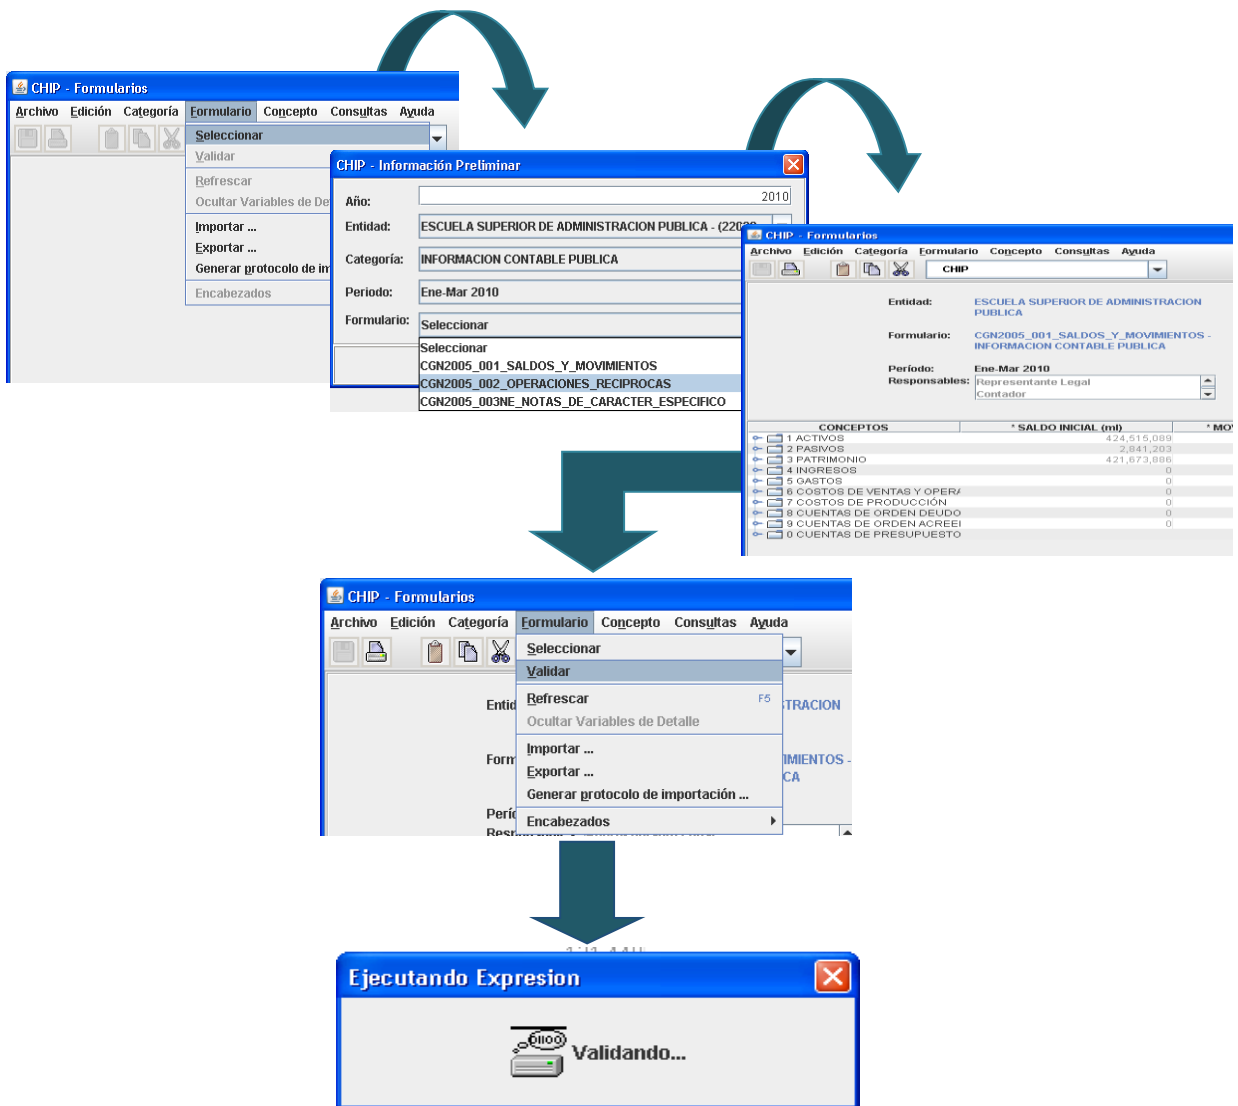 CHIP - Formularios
Archivo Edición Categoría Formulario Concepto Consultas Ayuda
Seleccionar
Validar
Refrescar
Ocultar Variables de De
Importar ...
Exportar ...
Generar protocolo de im
Encabezados
CHIP - Información Preliminar
Año: 2010
Entidad: ESCUELA SUPERIOR DE ADMINISTRACION PUBLICA -
Categoría: INFORMACION CONTABLE PUBLICA
Periodo: Ene-Mar 2010
Formulario: Seleccionar
Seleccionar
CGN2005_001_SALDOS_Y_MOVIMIENTOS
CGN2005_002_OPERACIONES_RECIPROCAS
CGN2005_003NE_NOTAS_DE_CARACTER_ESPECIFICO
CHIP - Formularios
Archivo Edición Categoría Formulario Concepto Consultas Ayuda
CHIP
Entidad: ESCUELA SUPERIOR DE ADMINISTRACION
PUBLICA
Formulario: CGN2005_001_SALDOS_Y_MOVIMIENTOS -
INFORMACION CONTABLE PUBLICA
Período: Ene-Mar 2010
Responsables: Representante Legal
Contador
CONCEPTOS * SALDO INICIAL (ml) * MO
1 ACTIVOS 424,515,089
2 PASIVOS 2,841,203
3 PATRIMONIO 421,673,886
4 INGRESOS 0
5 GASTOS 0
6 COSTOS DE VENTAS Y OPER 0
7 COSTOS DE PRODUCCIÓN 0
8 CUENTAS DE ORDEN DEUDO 0
9 CUENTAS DE ORDEN ACREE 0
0 CUENTAS DE PRESUPUESTO
CHIP - Formularios
Archivo Edición Categoría Formulario Concepto Consultas Ayuda
Seleccionar
Validar
Entid Refrescar F5 STRACION
Ocultar Variables de Detalle
Form Importar ... IMIENTOS -
Exportar ... CA
Generar protocolo de importación ...
Perío Encabezados
Ejecutando Expresion
Validando...